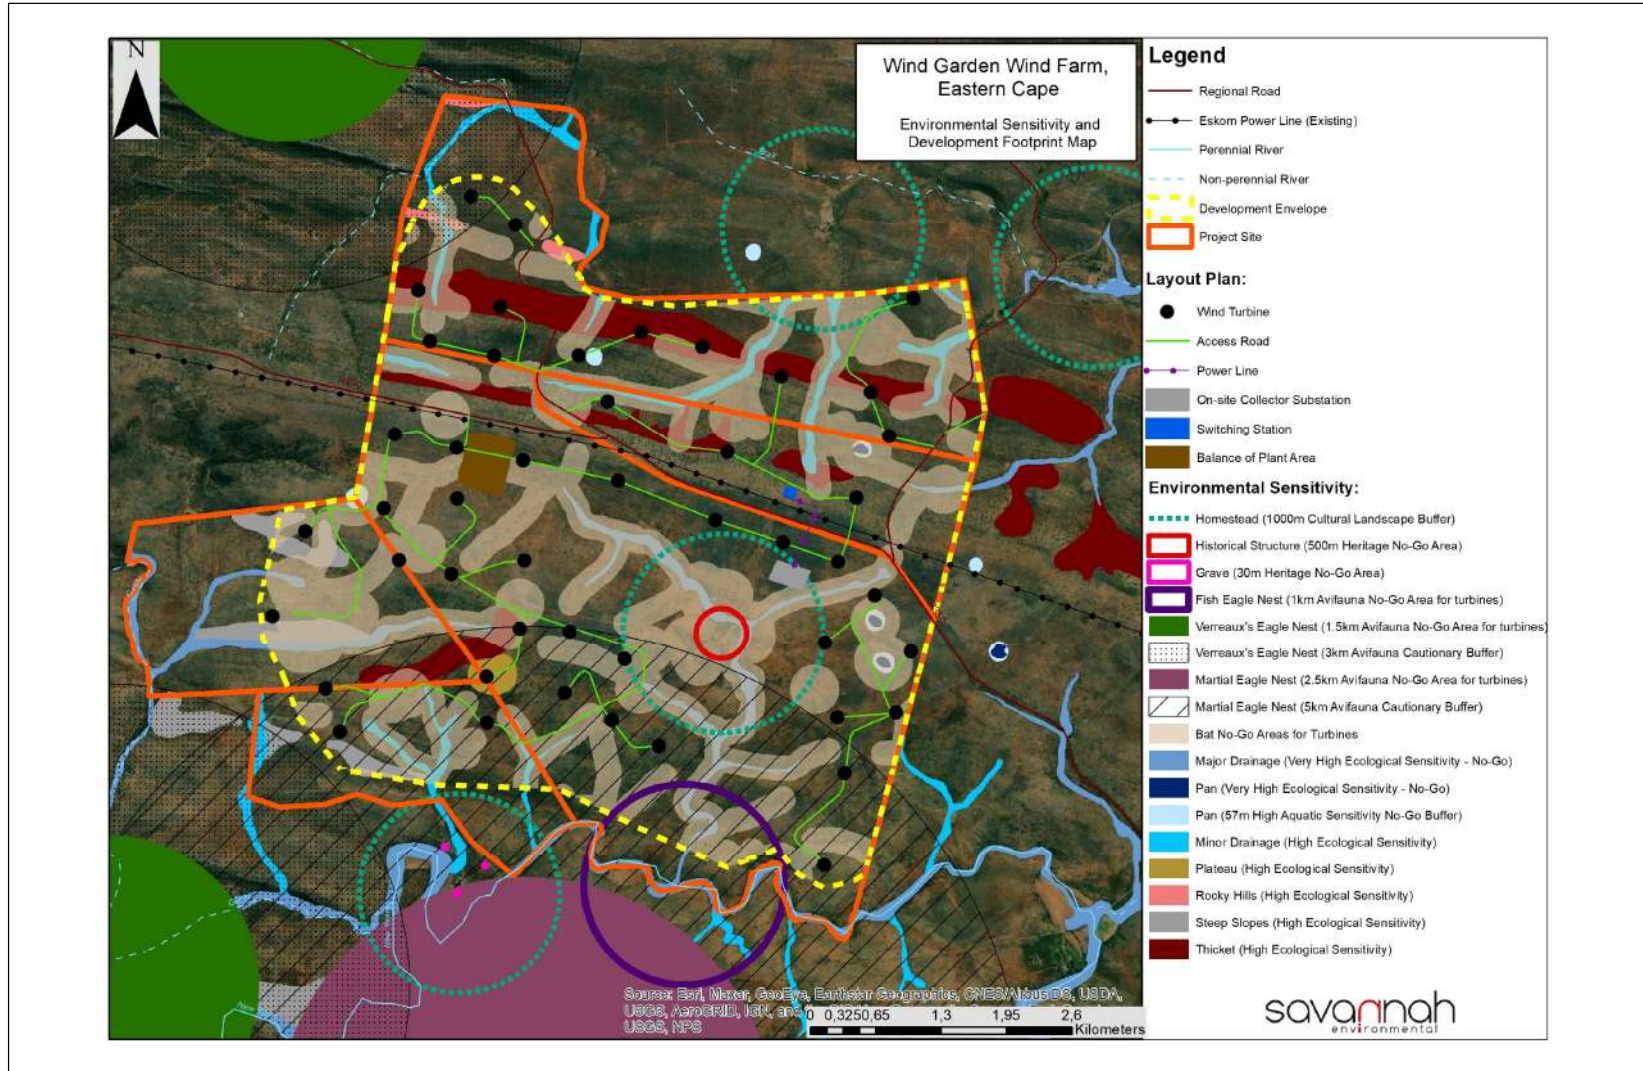 N
Wind Garden Wind Farm,
Eastern Cape
Environmental Sensitivity and
Development Footprint Map
Legend
Regional Road
Eskom Power Line (Existing)
Perennial River
Non-perennial River
Development Envelope
Project Site
Layout Plan:
Wind Turbine
Access Road
Power Line
On-site Collector Substation
Switching Station
Balance of Plant Area
Environmental Sensitivity:
Homestead (1000m Cultural Landscape Buffer)
Historical Structure (500m Heritage No-Go Area)
Grave (30m Heritage No-Go Area)
Fish Eagle Nest (1km Avifauna No-Go Area for turbines)
Verreaux's Eagle Nest (1.5km Avifauna No-Go Area for turbines)
Verreaux's Eagle Nest (3km Avifauna Cautionary Buffer)
Martial Eagle Nest (2.5km Avifauna No-Go Area for turbines)
Martial Eagle Nest (5km Avifauna Cautionary Buffer)
Bat No-Go Areas for Turbines
Major Drainage (Very High Ecological Sensitivity - No-Go)
Pan (Very High Ecological Sensitivity - No-Go)
Pan (57m High Aquatic Sensitivity No-Go Buffer)
Minor Drainage (High Ecological Sensitivity)
Plateau (High Ecological Sensitivity)
Rocky Hills (High Ecological Sensitivity)
Steep Slopes (High Ecological Sensitivity)
Thicket (High Ecological Sensitivity)
Source: Esri, Maxar, GeoEye, Earthstar Geographics, CNES/Airbus DS, USDA,
USGS, AeroGRID, IGN, and
USGS, NPS
0 0,325 0,65 1,3 1,95 2,6
Kilometers
savannah
environmental